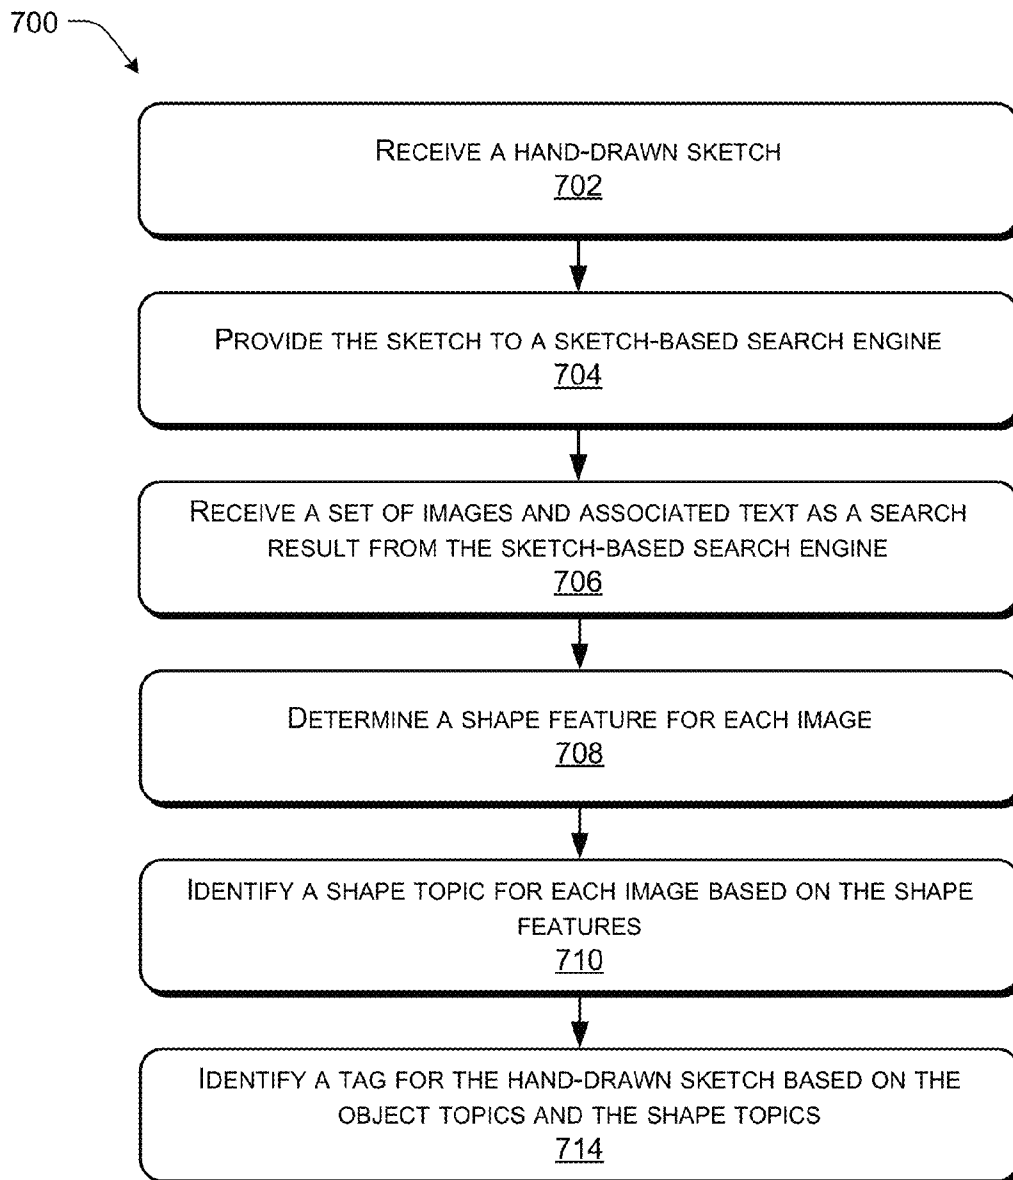 700
RECEIVE A HAND-DRAWN SKETCH
702
PROVIDE THE SKETCH TO A SKETCH-BASED SEARCH ENGINE
704
RECEIVE A SET OF IMAGES AND ASSOCIATED TEXT AS A SEARCH
RESULT FROM THE SKETCH-BASED SEARCH ENGINE
706
DETERMINE A SHAPE FEATURE FOR EACH IMAGE
708
IDENTIFY A SHAPE TOPIC FOR EACH IMAGE BASED ON THE SHAPE
FEATURES
710
IDENTIFY A TAG FOR THE HAND-DRAWN SKETCH BASED ON THE
OBJECT TOPICS AND THE SHAPE TOPICS
714